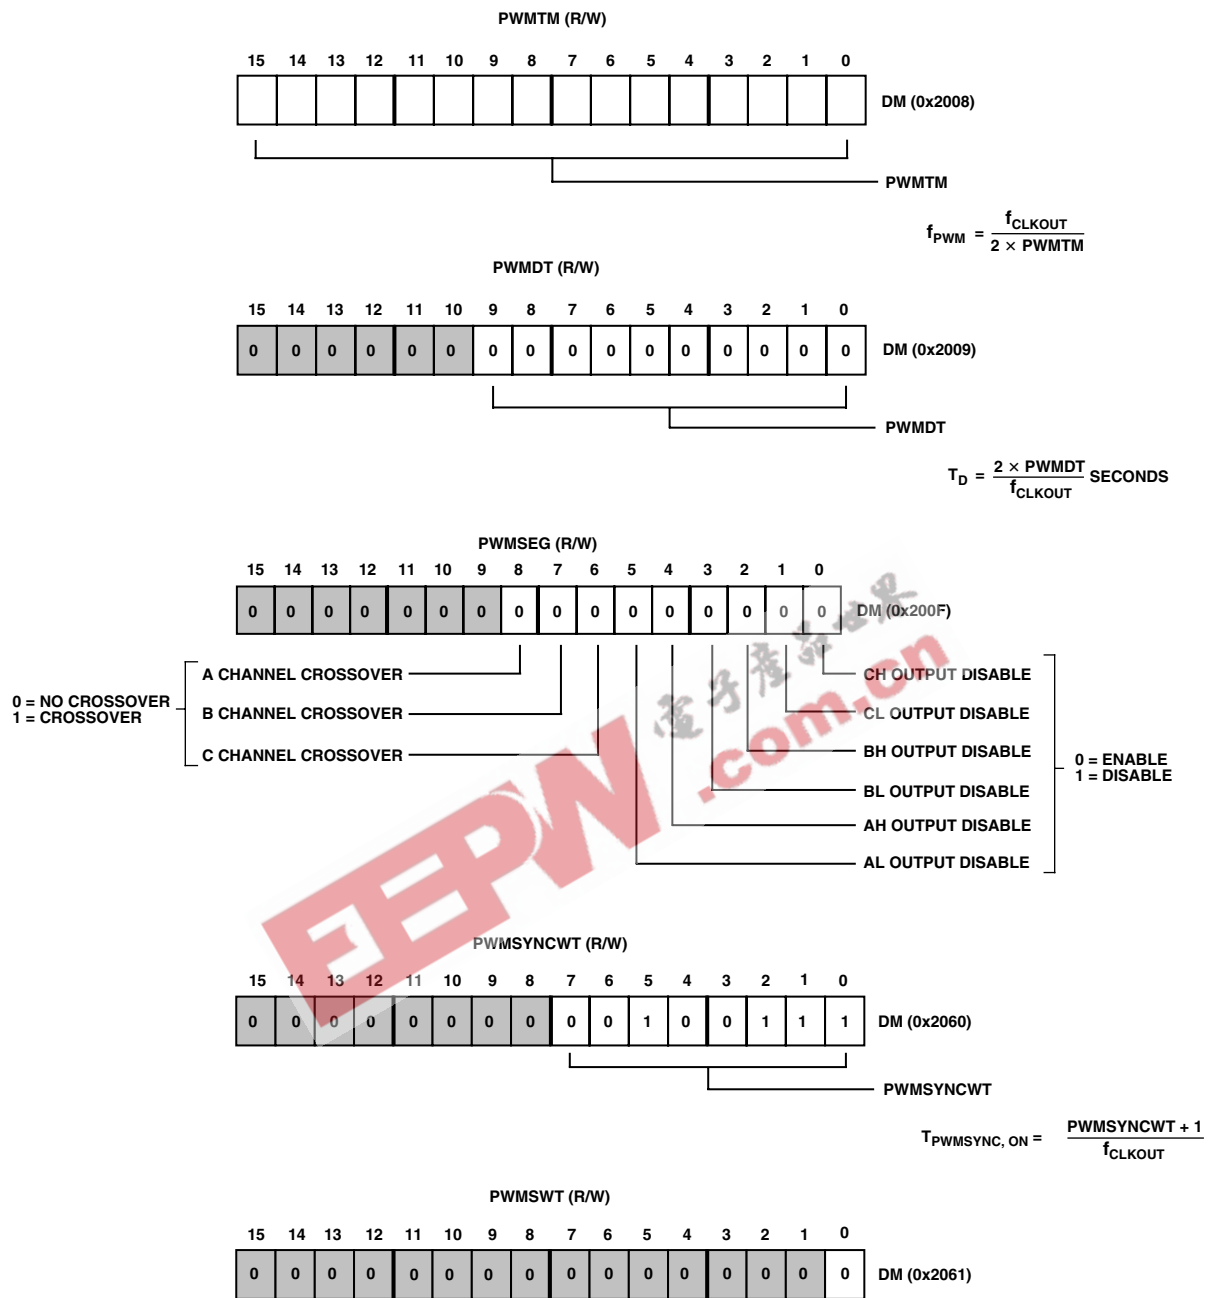 PWMTM (R/W)
15 14 13 12 11 10 9 8 7 6 5 4 3 2 1 0
DM (0x2008)
PWMTM
f_PWM = f_CLKOUT / 2 × PWMTM
PWMDT (R/W)
15 14 13 12 11 10 9 8 7 6 5 4 3 2 1 0
0 0 0 0 0 0 0 0 0 0 0 0 0 0 0 0 DM (0x2009)
PWMDT
T_D = 2 × PWMDT / f_CLKOUT SECONDS
PWMSEG (R/W)
15 14 13 12 11 10 9 8 7 6 5 4 3 2 1 0
0 0 0 0 0 0 0 0 0 0 0 0 0 0 0 0 DM (0x200F)
A CHANNEL CROSSOVER
B CHANNEL CROSSOVER
C CHANNEL CROSSOVER
0 = NO CROSSOVER
1 = CROSSOVER
CH OUTPUT DISABLE
CL OUTPUT DISABLE
BH OUTPUT DISABLE
BL OUTPUT DISABLE
AH OUTPUT DISABLE
AL OUTPUT DISABLE
0 = ENABLE
1 = DISABLE
EEPW
.com.cn
電子產品世界
PWMSYNCWT (R/W)
15 14 13 12 11 10 9 8 7 6 5 4 3 2 1 0
0 0 0 0 0 0 0 0 0 0 1 0 0 1 1 1 DM (0x2060)
PWMSYNCWT
T_PWMSYNC, ON = PWMSYNCWT + 1 / f_CLKOUT
PWMSWT (R/W)
15 14 13 12 11 10 9 8 7 6 5 4 3 2 1 0
0 0 0 0 0 0 0 0 0 0 0 0 0 0 0 0 DM (0x2061)